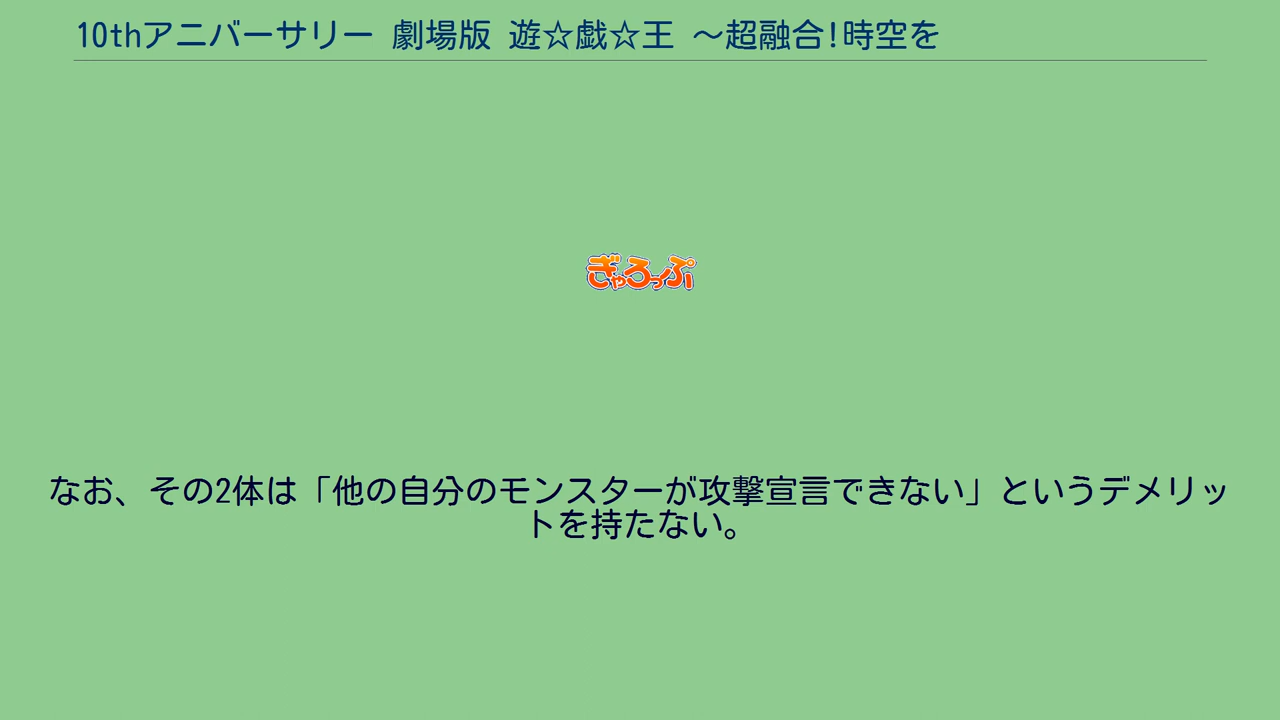 10thアニバーサリー 劇場版 遊☆戯☆王 ～超融合!時空を
ぎゃろっぷ
なお、その2体は「他の自分のモンスターが攻撃宣言できない」というデメリッ
トを持たない。